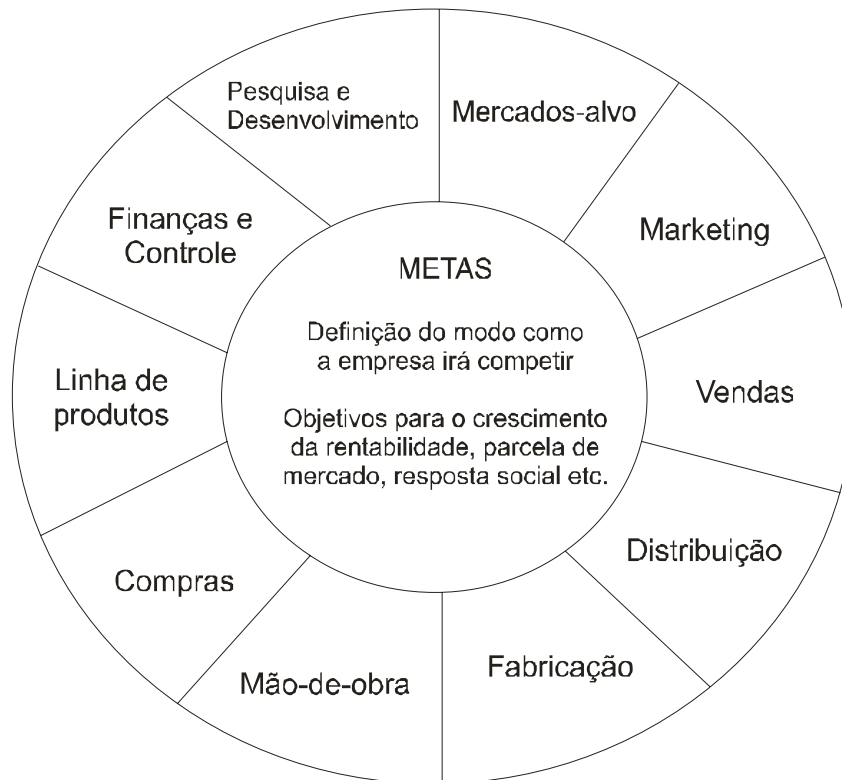 Pesquisa e
Desenvolvimento
Mercados-alvo
Finanças e
Controle
Marketing
METAS
Definição do modo como
a empresa irá competir
Objetivos para o crescimento
da rentabilidade, parcela de
mercado, resposta social etc.
Linha de
produtos
Vendas
Distribuição
Compras
Fabricação
Mão-de-obra